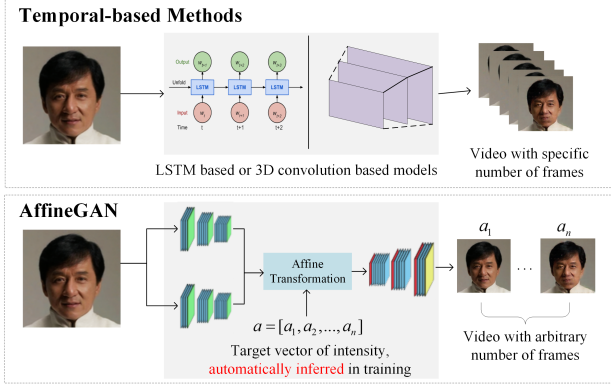 Temporal-based Methods
Output
Unfold
LSTM LSTM LSTM
Input
Time t t+1 t+2
LSTM based or 3D convolution based models
Video with specific
number of frames
AffineGAN
Affine
Transformation
a = [a₁, a₂, ..., aₙ]
Target vector of intensity,
automatically inferred in training
a₁ ... aₙ
Video with arbitrary
number of frames